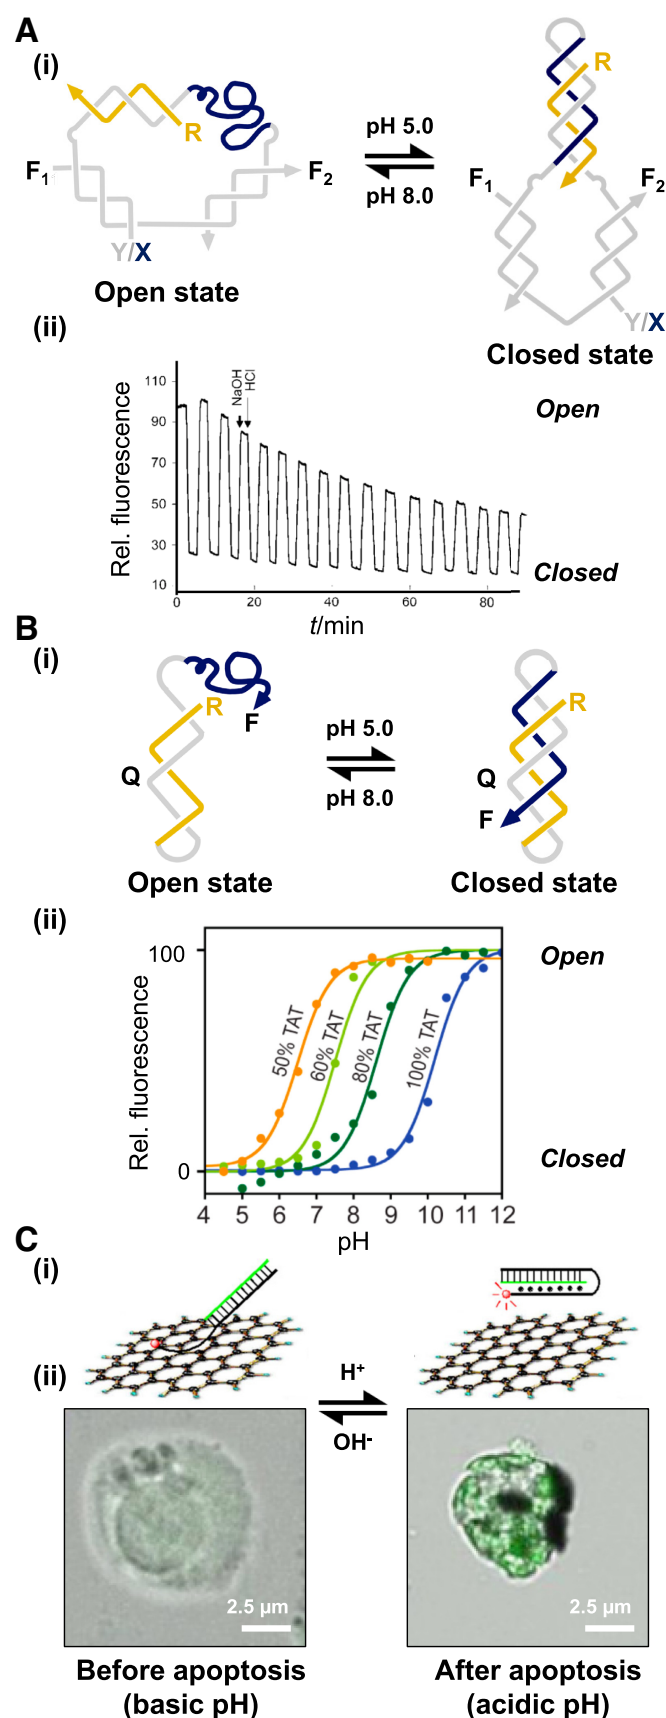 A
(i)
R
R
pH 5.0
pH 8.0
F₁
F₂
F₁
F₂
Y/X
Y/X
Open state
Closed state
(ii)
Rel. fluorescence
110
90
70
50
30
10
NaOH
HCl
Open
Closed
0
20
40
60
80
t/min
B
(i)
R
F
R
pH 5.0
pH 8.0
Q
Q
F
Open state
Closed state
(ii)
Rel. fluorescence
100
0
50% TAT
60% TAT
80% TAT
100% TAT
Open
Closed
4
5
6
7
8
9
10
11
12
pH
C
(i)
(ii)
H⁺
OH⁻
2.5 µm
2.5 µm
Before apoptosis
(basic pH)
After apoptosis
(acidic pH)